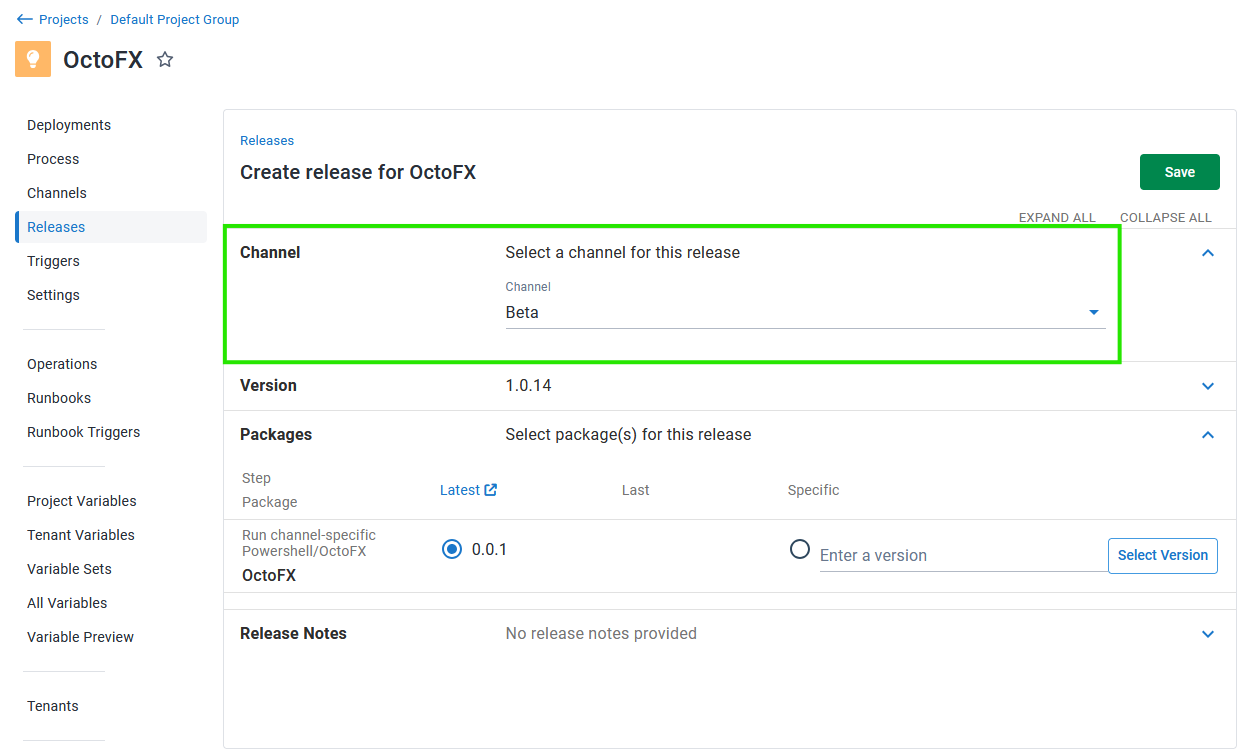 Projects / Default Project Group
OctoFX
Deployments
Process
Channels
Releases
Triggers
Settings
Operations
Runbooks
Runbook Triggers
Project Variables
Tenant Variables
Variable Sets
All Variables
Variable Preview
Tenants
Releases
Create release for OctoFX
Save
EXPAND ALL COLLAPSE ALL
Channel Select a channel for this release
Channel
Beta
Version 1.0.14
Packages Select package(s) for this release
Step
Package
Latest Last Specific
Run channel-specific
Powershell/OctoFX
OctoFX
0.0.1
Enter a version
Select Version
Release Notes No release notes provided